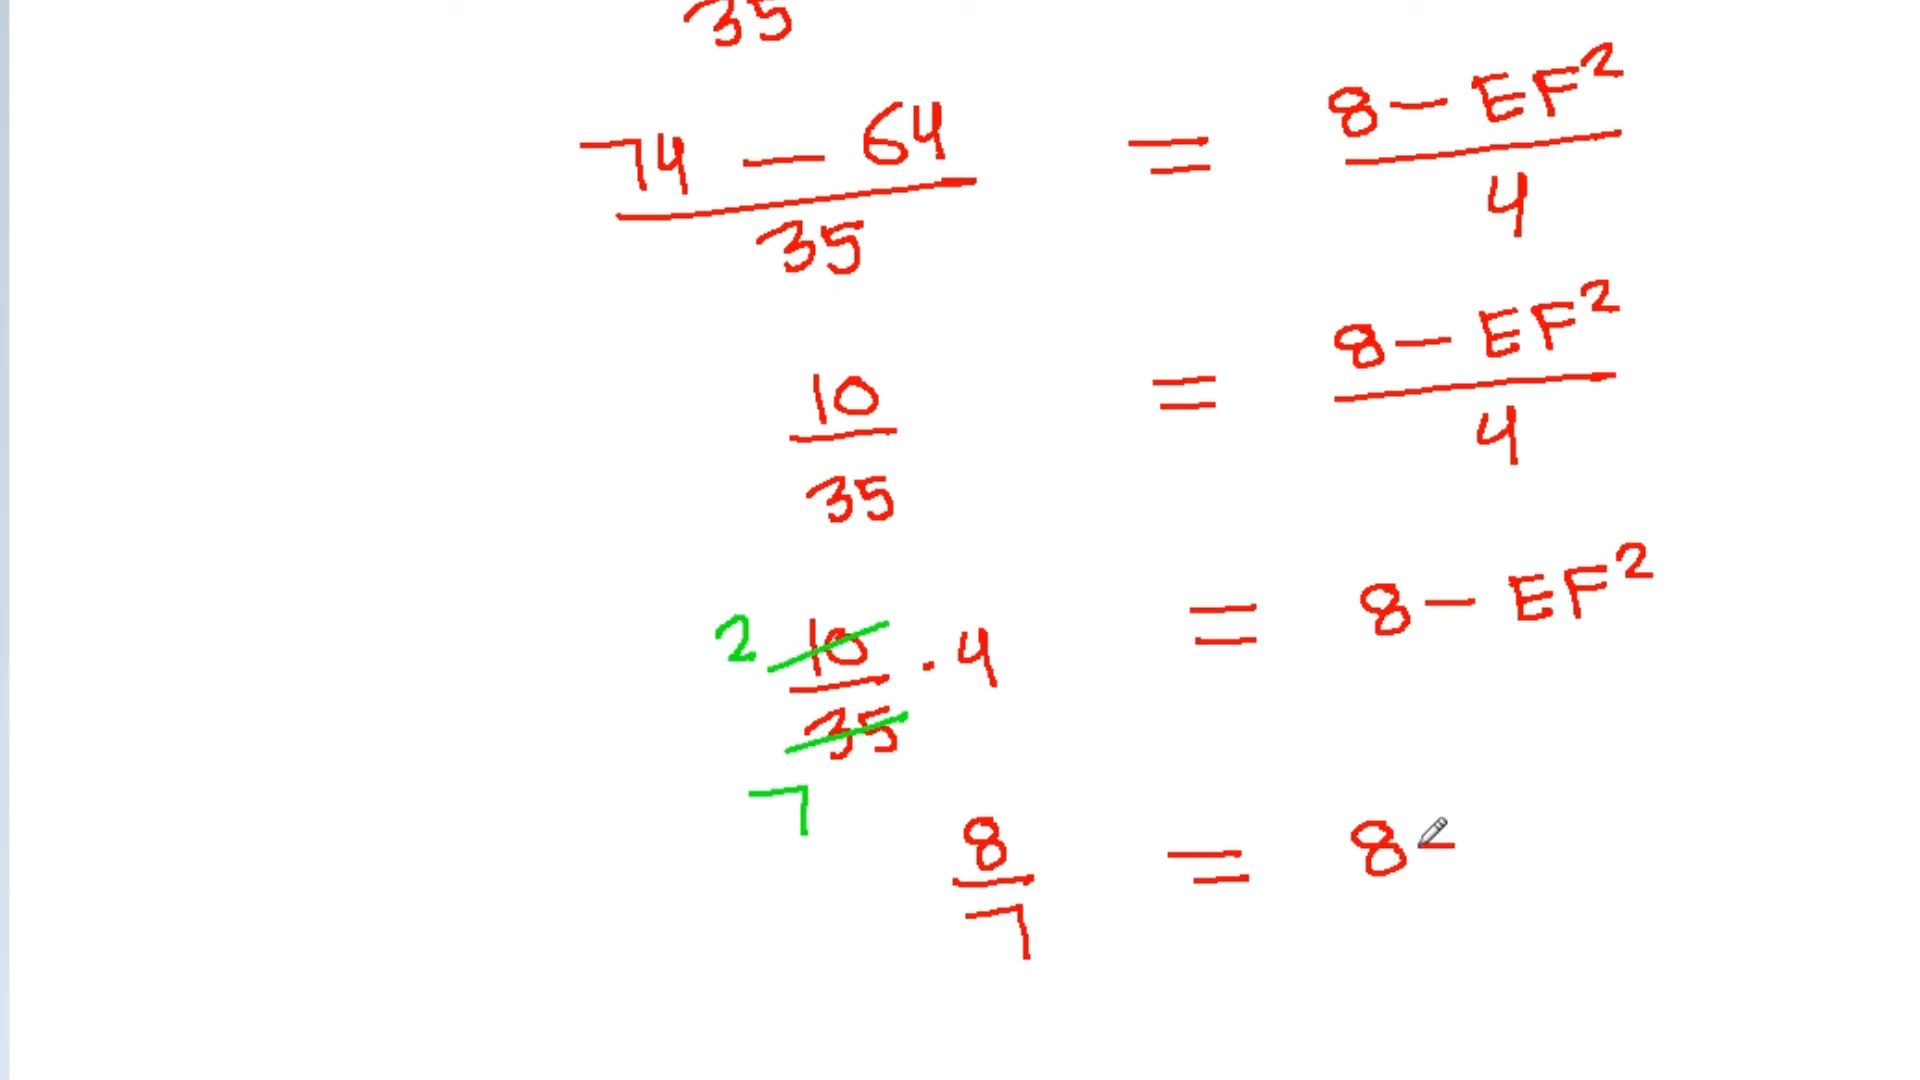 35
74 - 64 = 8 - EF²
35 4
10 = 8 - EF²
35 4
2 10 . 4 = 8 - EF²
35
7
8 = 8 -
7